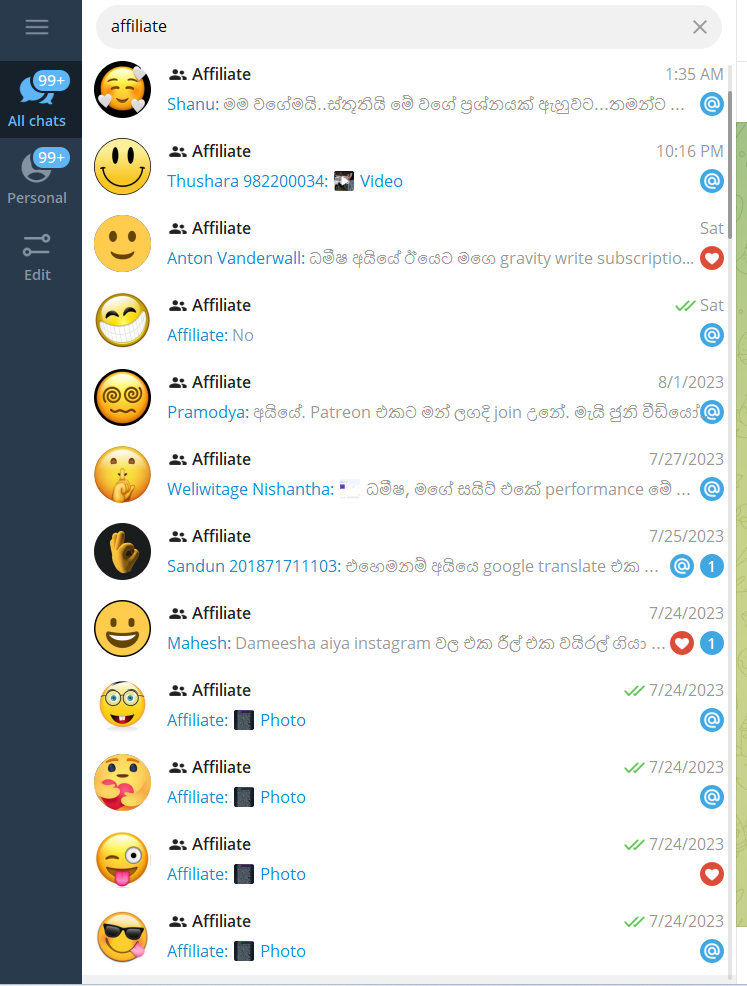 affiliate
99+
All chats
99+
Personal
Edit
Affiliate 1:35 AM
Shanu: මම වගේමයි..ස්තූතියි මේ වගේ ප්‍රශ්නයක් ඇහුවට...තමන්ට ... @
Affiliate 10:16 PM
Thushara 982200034: Video @
Affiliate Sat
Anton Vanderwall: ධමීෂ අයියේ ඊයෙට මගෙ gravity write subscriptio...
Affiliate Sat
Affiliate: No @
Affiliate 8/1/2023
Pramodya: අයියේ. Patreon එකට මන් ලගදි join උනේ. මැයි ජුනි වීඩියෝ @
Affiliate 7/27/2023
Weliwitage Nishantha: ධමීෂ, මගේ සයිට් එකේ performance මේ ... @
Affiliate 7/25/2023
Sandun 201871711103: එහෙමනම් අයියෙ google translate එක ... @ 1
Affiliate 7/24/2023
Mahesh: Dameesha aiya instagram වල එක රීල් එක වයිරල් ගියා ... 1
Affiliate 7/24/2023
Affiliate: Photo @
Affiliate 7/24/2023
Affiliate: Photo @
Affiliate 7/24/2023
Affiliate: Photo
Affiliate 7/24/2023
Affiliate: Photo @